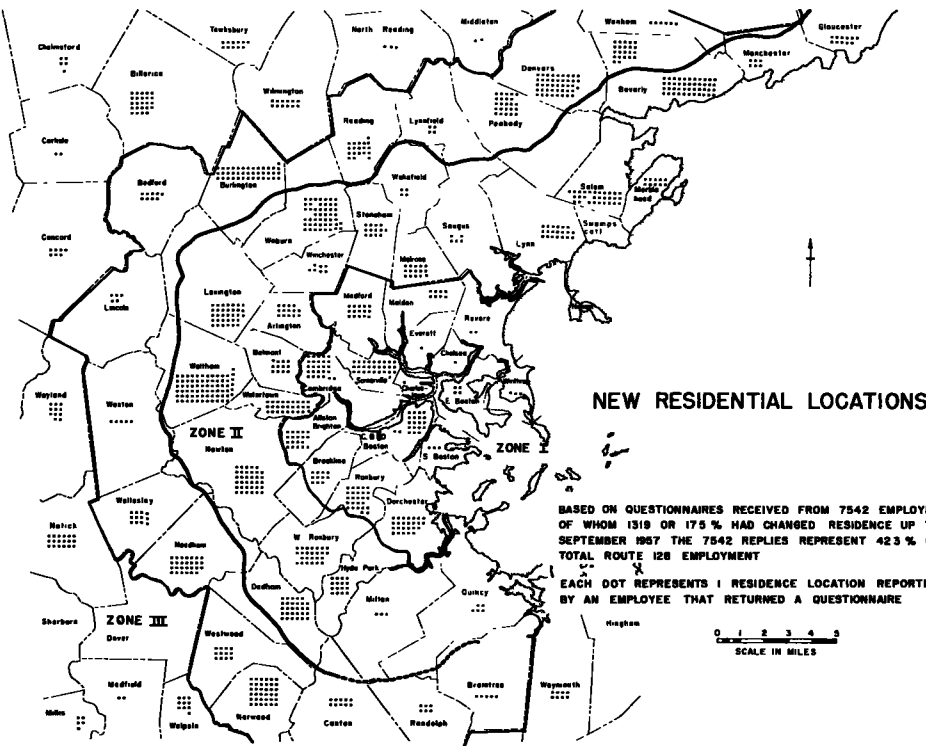 Chelmsford
Tewksbury
North Reading
Middleton
Wenham
Gloucester
Billerica
Wilmington
Danvers
Manchester
Beverly
Reading
Lynnfield
Peabody
Carlisle
Bedford
Burlington
Wakefield
Salem
Marble
head
Swamps
cott
Concord
Woburn
Stoneham
Saugus
Lynn
Winchester
Melrose
Lexington
Lincoln
Medford
Malden
Revere
Arlington
Everett
Belmont
Chelsea
Waltham
Cambridge
Somerville
Wayland
Weston
Watertown
E Boston
NEW RESIDENTIAL LOCATIONS
Allston
Brighton
ZONE II
Newton
C B D
Boston
S Boston
ZONE I
Brookline
Roxbury
Wellesley
Dorchester
BASED ON QUESTIONNAIRES RECEIVED FROM 7542 EMPLOY
OF WHOM 1319 OR 17 5 % HAD CHANGED RESIDENCE UP
SEPTEMBER 1957 THE 7542 REPLIES REPRESENT 42 3 %
TOTAL ROUTE 128 EMPLOYMENT
Natick
Needham
W Roxbury
Hyde Park
Dedham
Milton
Quincy
EACH DOT REPRESENTS 1 RESIDENCE LOCATION REPORTE
BY AN EMPLOYEE THAT RETURNED A QUESTIONNAIRE
Sherborn
ZONE III
Dover
Westwood
Hingham
0 1 2 3 4 5
SCALE IN MILES
Medfield
Millis
Walpole
Norwood
Canton
Randolph
Braintree
Weymouth